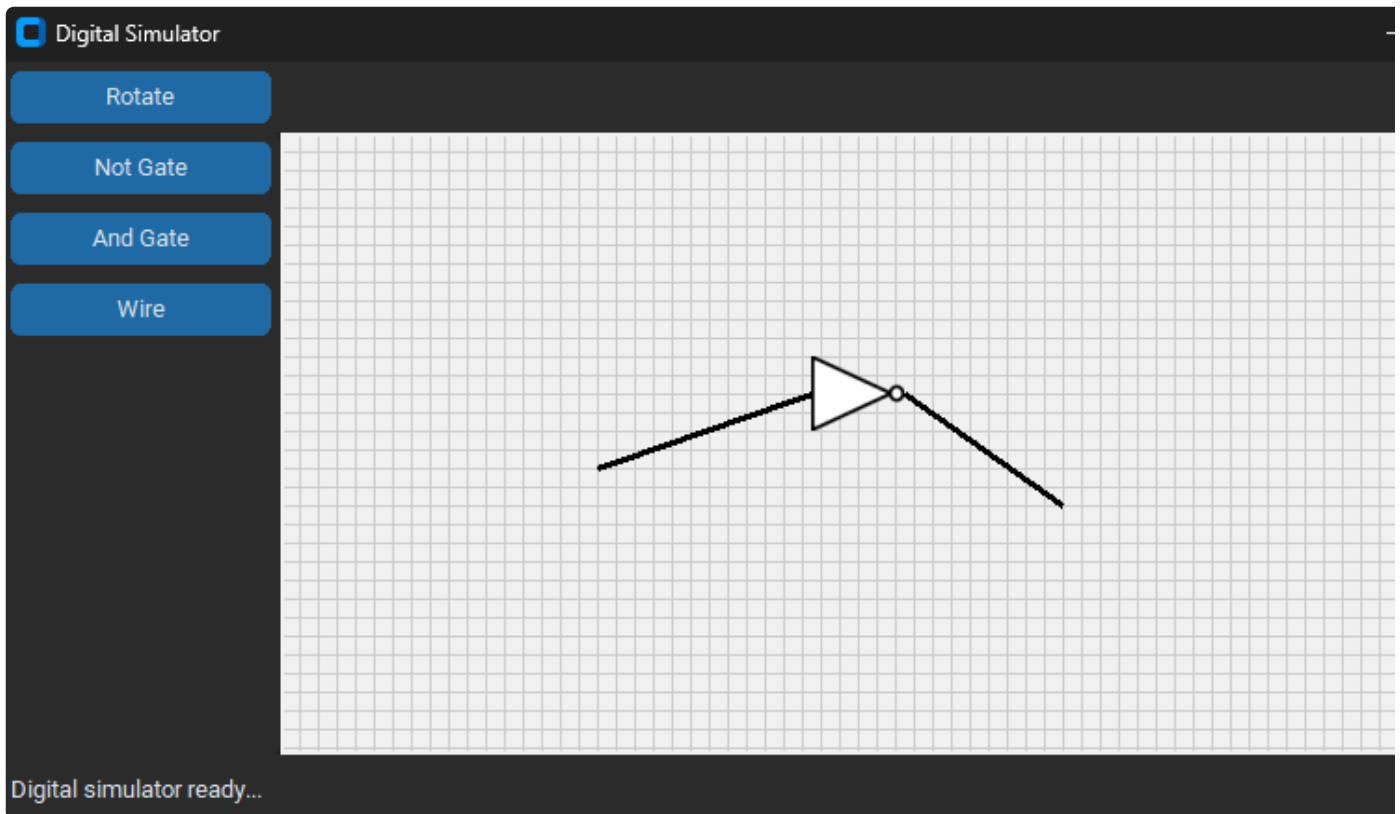 Digital Simulator
Rotate
Not Gate
And Gate
Wire
Digital simulator ready...